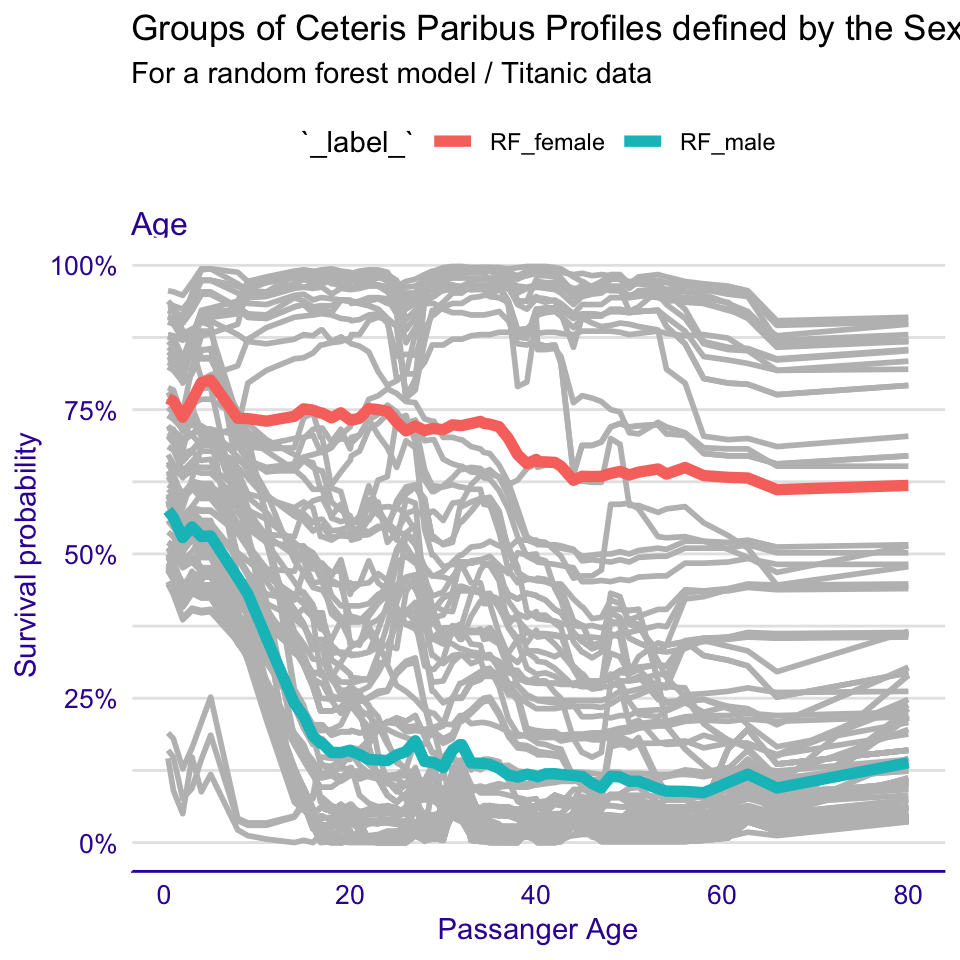 Groups of Ceteris Paribus Profiles defined by the Sex
For a random forest model / Titanic data
`_label_` RF_female RF_male
Age
100%
75%
50%
25%
0%
Survival probability
0 20 40 60 80
Passanger Age